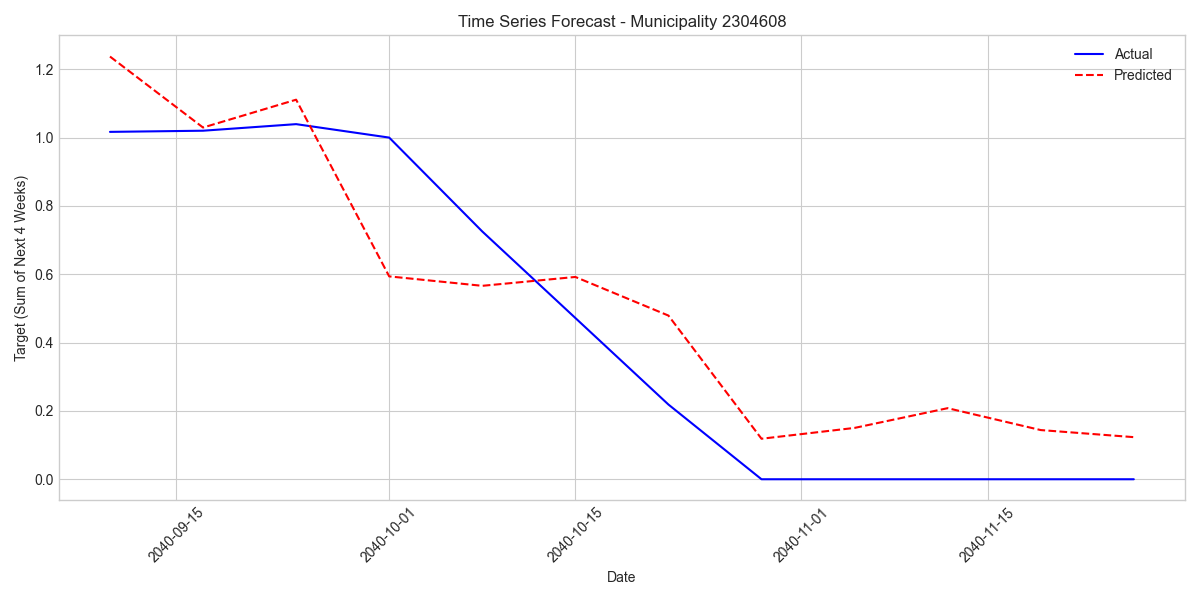 Time Series Forecast - Municipality 2304608
Actual
Predicted
Target (Sum of Next 4 Weeks)
1.2
1.0
0.8
0.6
0.4
0.2
0.0
2040-09-15
2040-10-01
2040-10-15
2040-11-01
2040-11-15
Date